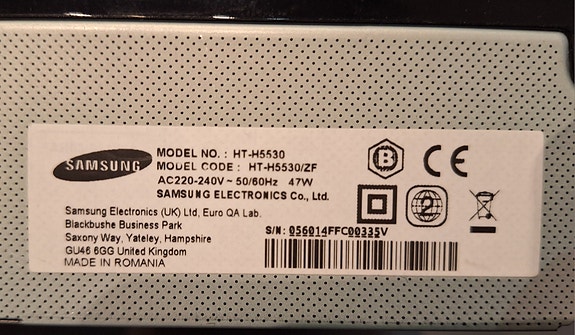 SAMSUNG
MODEL NO. : HT-H5530
MODEL CODE : HT-H5530/ZF
AC220-240V ~ 50/60Hz 47W
SAMSUNG ELECTRONICS Co., Ltd.
Samsung Electronics (UK) Ltd, Euro QA Lab.
Blackbushe Business Park
Saxony Way, Yateley, Hampshire
GU46 6GG United Kingdom
MADE IN ROMANIA
B
CE
2
S/N: 056014FFC00335V